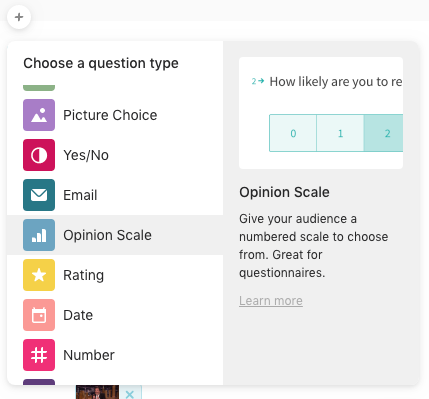 Choose a question type
Picture Choice
Yes/No
Email
Opinion Scale
Rating
Date
Number
2→ How likely are you to re
0 1 2
Opinion Scale
Give your audience a
numbered scale to choose
from. Great for
questionnaires.
Learn more